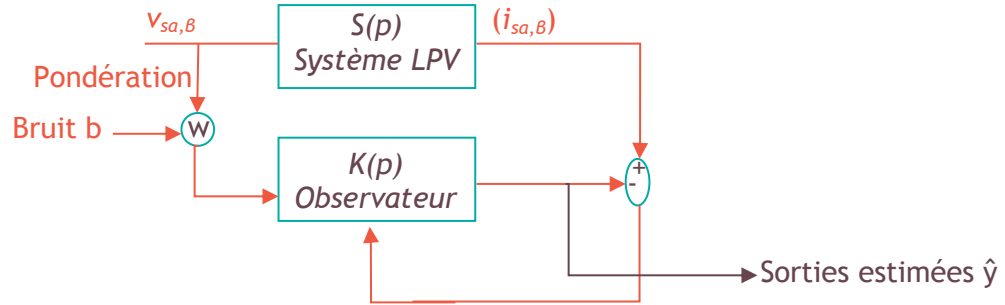 v_{sa,B}
S(p)
Système LPV
(i_{sa,B})
Pondération
Bruit b
W
K(p)
Observateur
+
-
Sorties estimées ŷ